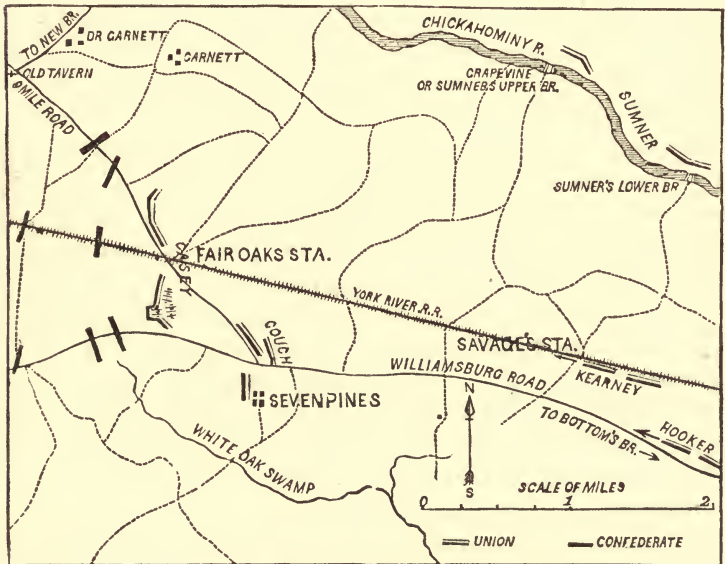 TO NEW BR.
DR GARNETT
GARNETT
OLD TAVERN
9 MILE ROAD
CHICKAHOMINY R.
GRAPEVINE
OR SUMNER'S UPPER BR.
SUMNER
SUMNER'S LOWER BR
FAIR OAKS STA.
CASEY
YORK RIVER R.R.
COUCH
SAVAGE'S STA.
KEARNEY
WILLIAMSBURG ROAD
SEVEN PINES
TO BOTTOM'S BR.
HOOKER
WHITE OAK SWAMP
N
S
SCALE OF MILES
0 1 2
UNION
CONFEDERATE